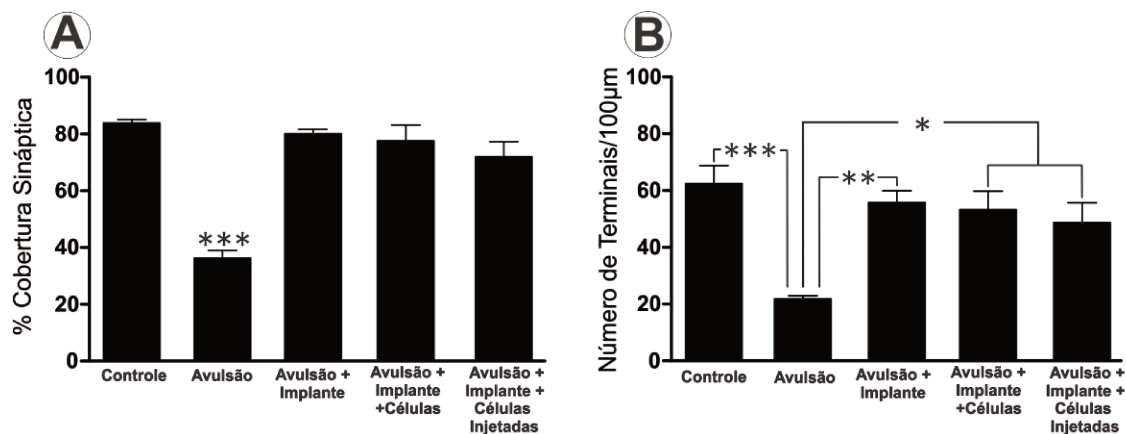 A
% Cobertura Sináptica
100
80
60
40
20
0
***
Controle
Avulsão
Avulsão +
Implante
Avulsão +
Implante
+Células
Avulsão +
Implante +
Células
Injetadas
B
Número de Terminais/100µm
100
80
60
40
20
0
***
**
*
Controle
Avulsão
Avulsão +
Implante
Avulsão +
Implante
+Células
Avulsão +
Implante +
Células
Injetadas